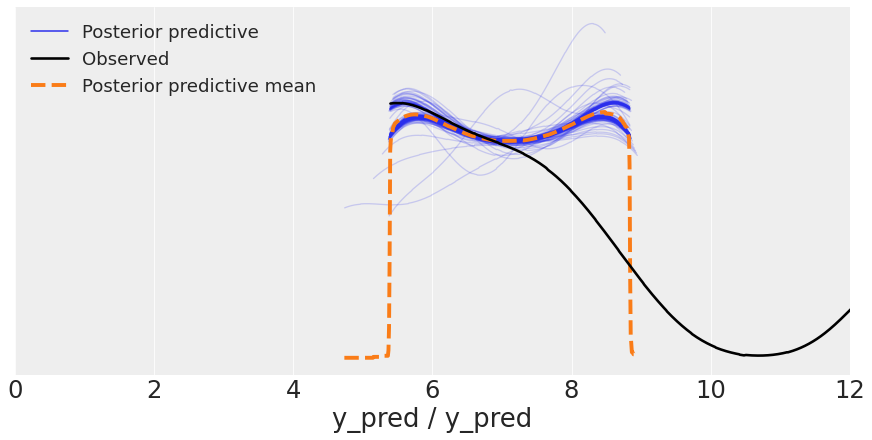 Posterior predictive
Observed
Posterior predictive mean
0 2 4 6 8 10 12
y_pred / y_pred